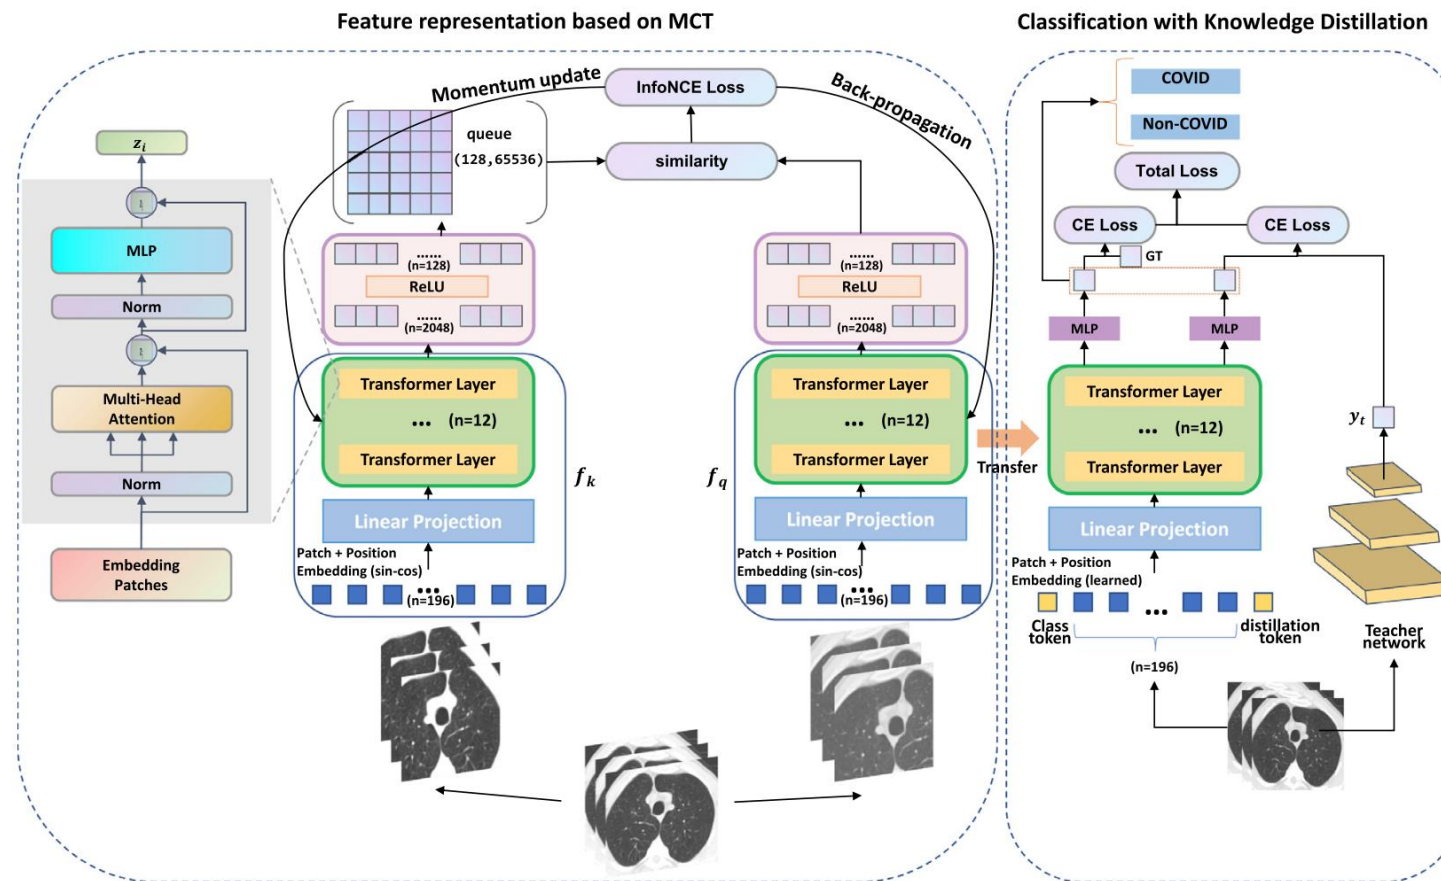 Feature representation based on MCT
Classification with Knowledge Distillation
z_i
MLP
Norm
Multi-Head
Attention
Norm
Embedding
Patches
Momentum update
InfoNCE Loss
Back-propagation
queue
(128,65536)
similarity
......
(n=128)
ReLU
......
(n=2048)
Transformer Layer
... (n=12)
Transformer Layer
f_k
Linear Projection
Patch + Position
Embedding (sin-cos)
...
(n=196)
......
(n=128)
ReLU
......
(n=2048)
Transformer Layer
... (n=12)
Transformer Layer
f_q
Linear Projection
Patch + Position
Embedding (sin-cos)
...
(n=196)
Transfer
COVID
Non-COVID
Total Loss
CE Loss
CE Loss
GT
MLP
MLP
Transformer Layer
... (n=12)
Transformer Layer
Linear Projection
Patch + Position
Embedding (learned)
...
Class
token
distillation
token
(n=196)
y_t
Teacher
network